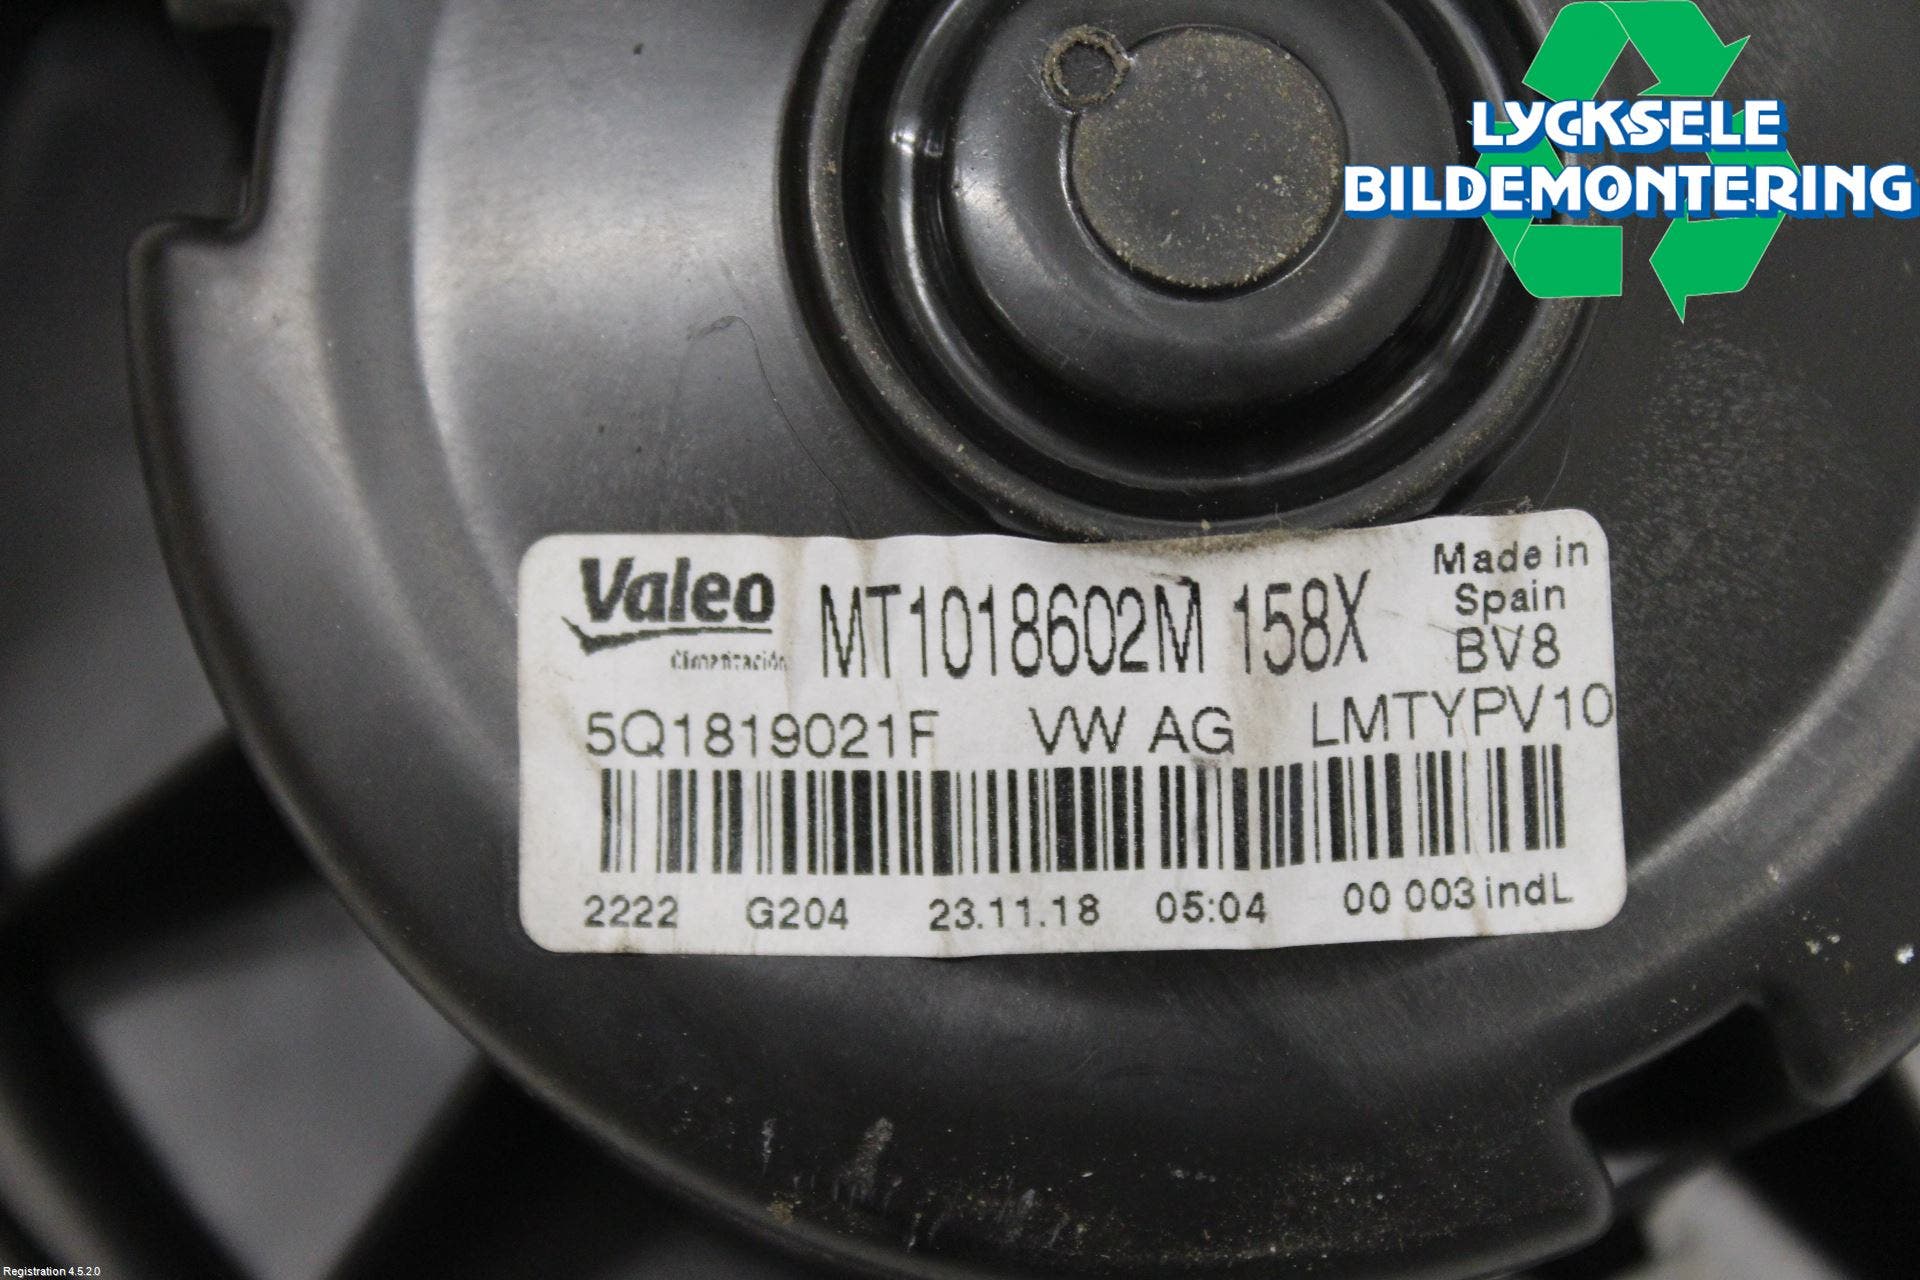 LYCKSELE
BILDEMONTERING
Valeo
Climatización
MT1018602M 158X
Made in
Spain
BV8
5Q1819021F VW AG LMTYPV10
2222 G204 23.11.18 05:04 00 003 indL
Registration 4.5.2.0